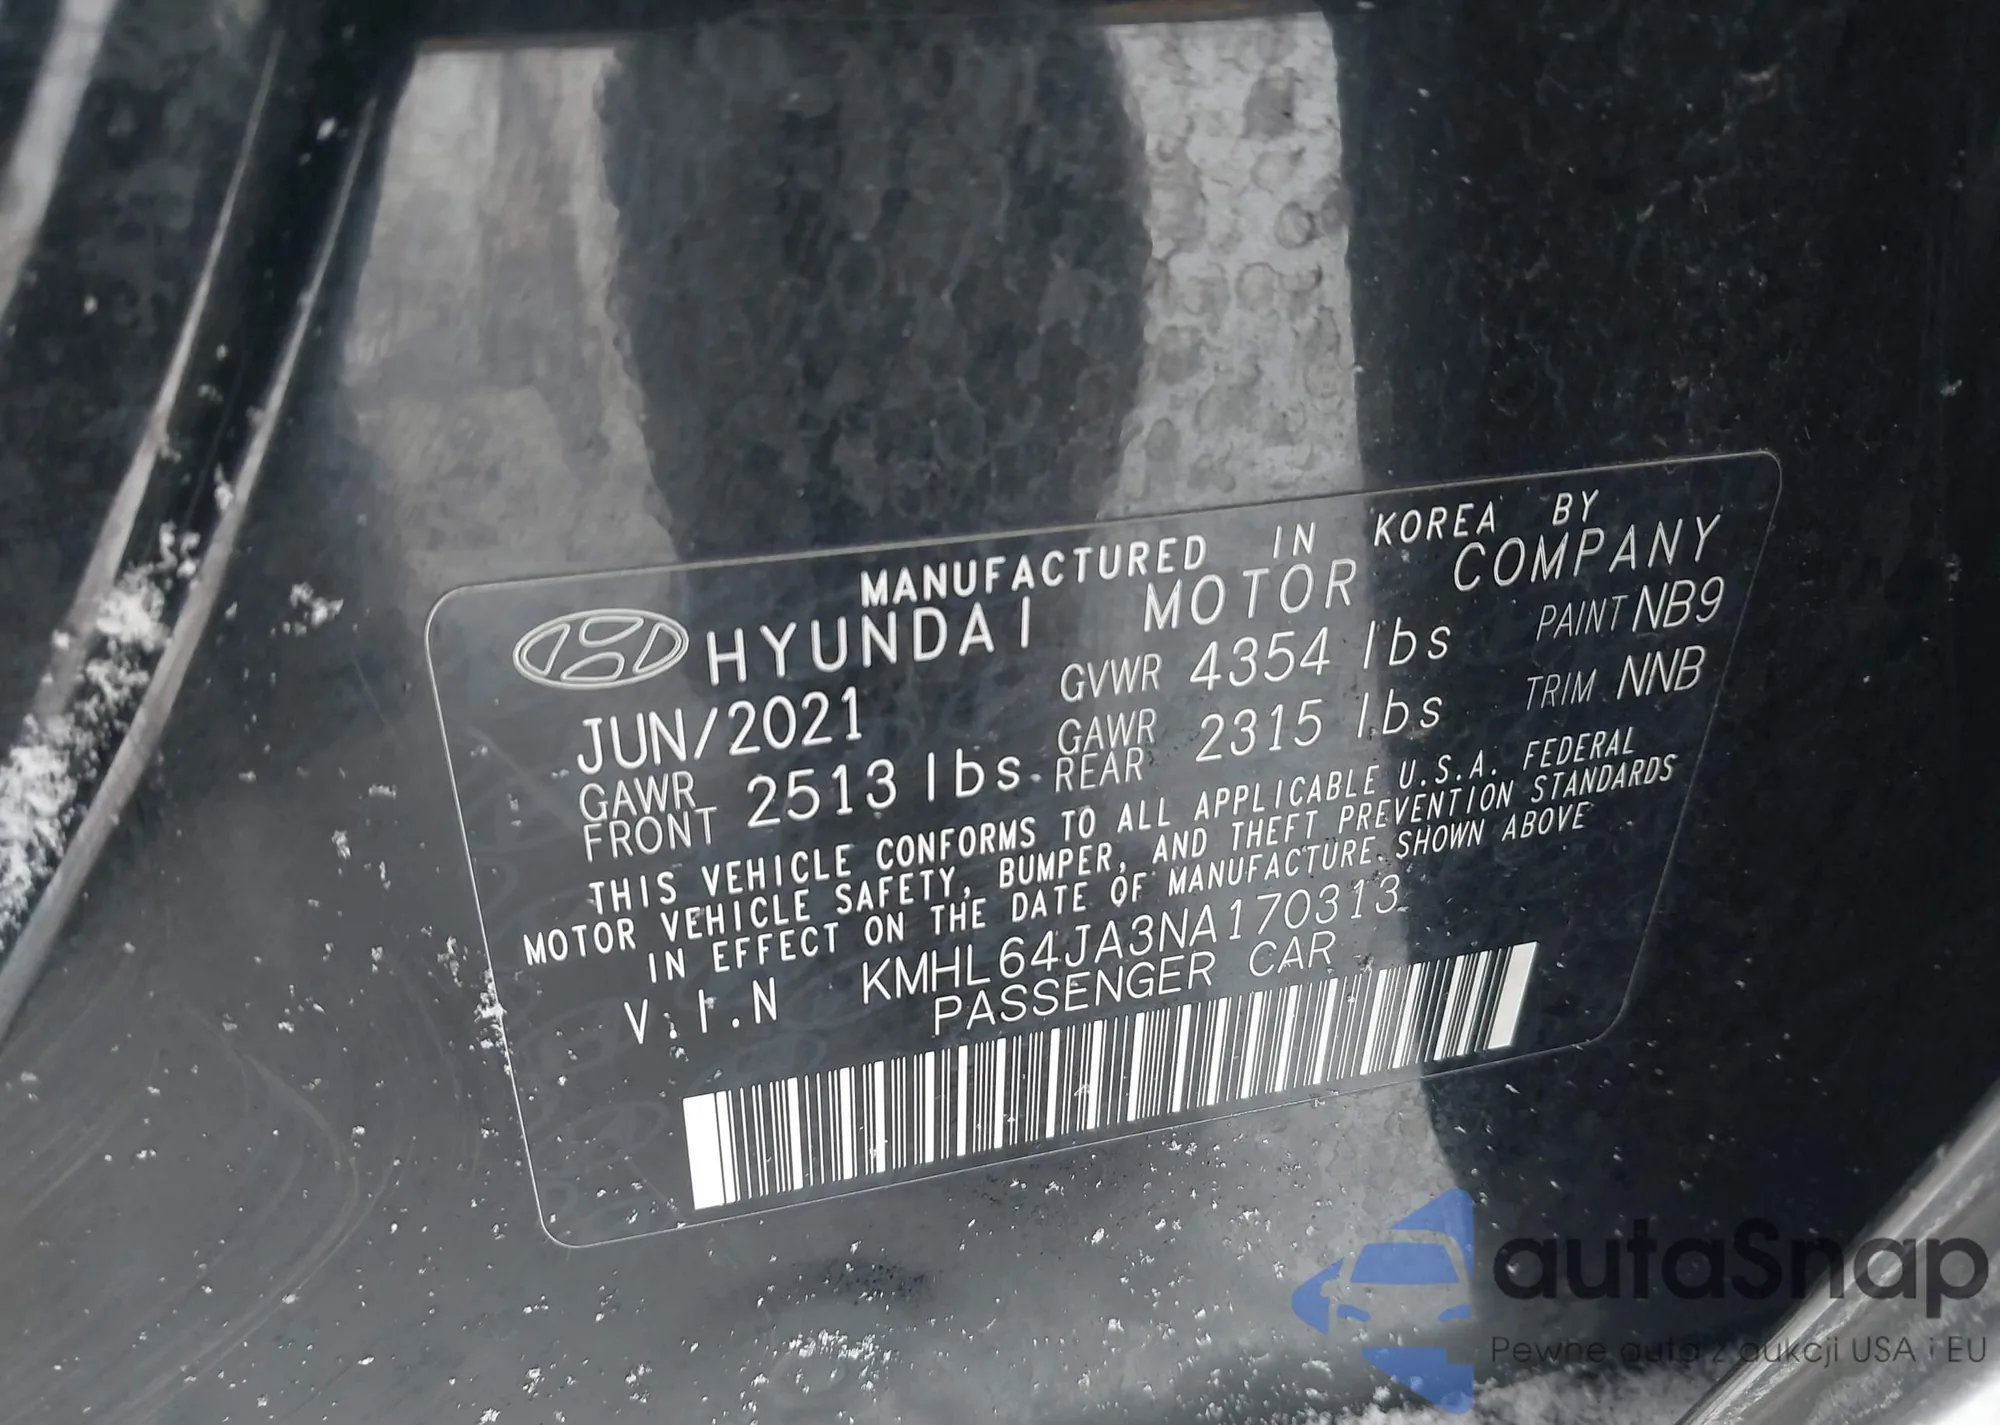 MANUFACTURED IN KOREA BY
HYUNDAI MOTOR COMPANY
JUN/2021 GVWR 4354 lbs PAINT NB9
GAWR FRONT 2513 lbs GAWR REAR 2315 lbs TRIM NNB
THIS VEHICLE CONFORMS TO ALL APPLICABLE U.S.A. FEDERAL
MOTOR VEHICLE SAFETY, BUMPER, AND THEFT PREVENTION STANDARDS
IN EFFECT ON THE DATE OF MANUFACTURE SHOWN ABOVE
V.I.N KMHL64JA3NA170313
PASSENGER CAR
autaSnap
Pewne auta z aukcji USA i EU